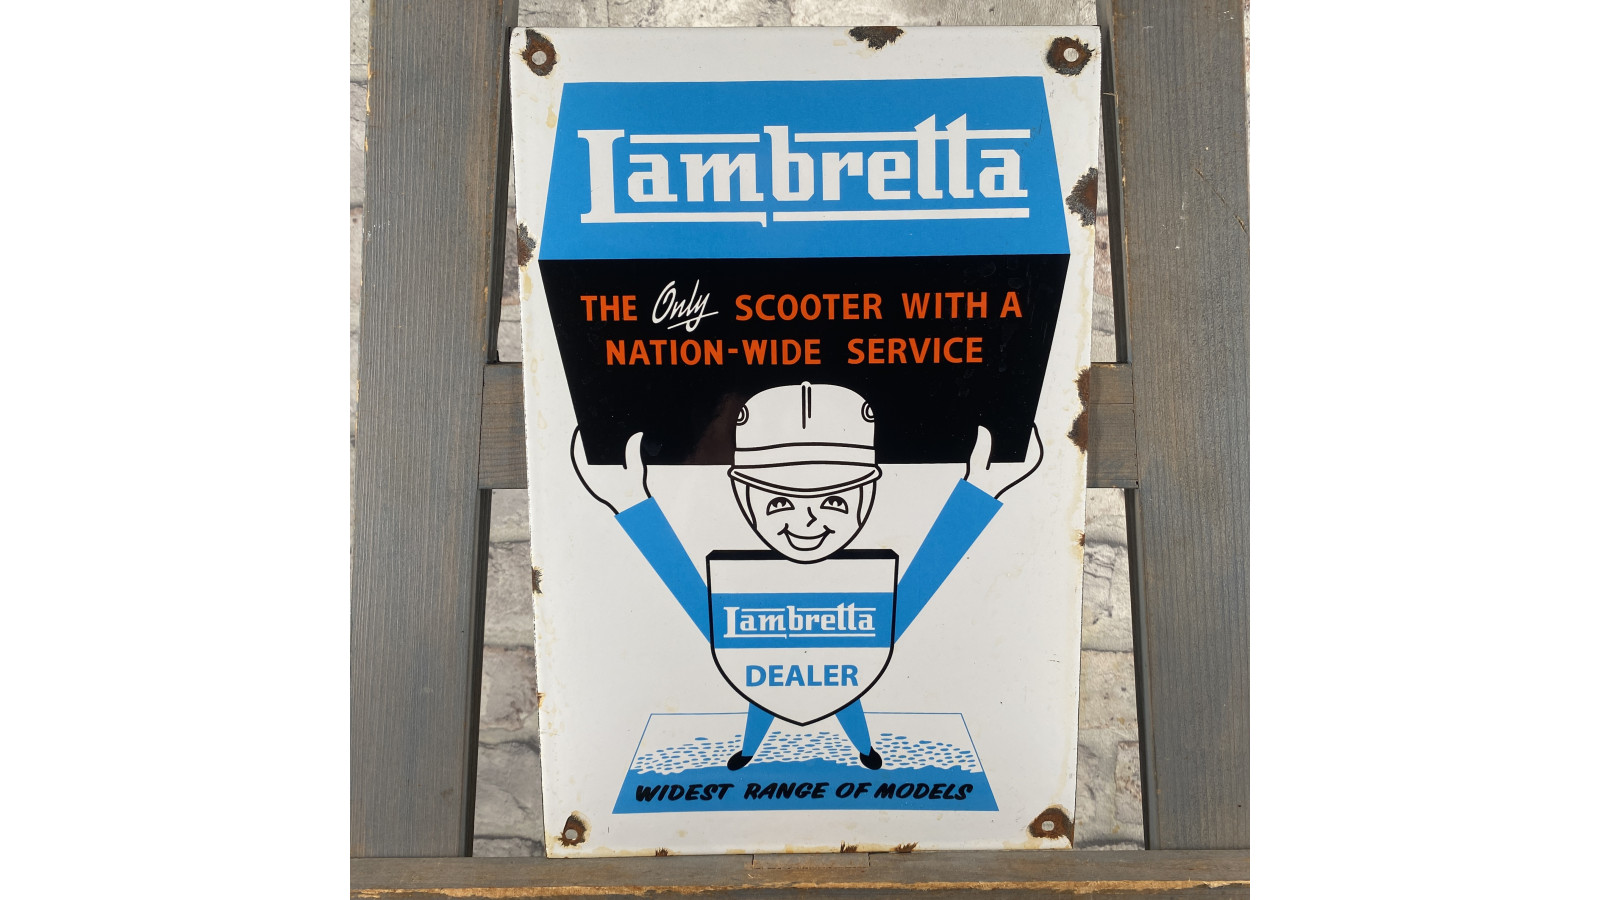 Lambretta
THE Only SCOOTER WITH A
NATION-WIDE SERVICE
Lambretta
DEALER
WIDEST RANGE OF MODELS